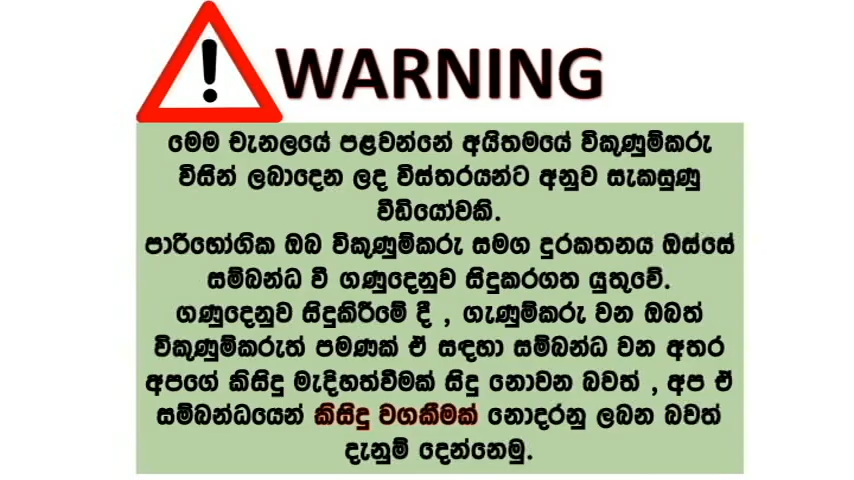 WARNING
මෙම චැනලයේ පළවන්නේ අයිතමයේ විකුණුම්කරු
විසින් ලබාදෙන ලද විස්තරයන්ට අනුව සැකසුණු
වීඩියෝවකි.
පාරිභෝගික ඔබ විකුණුම්කරු සමග දුරකතනය ඔස්සේ
සම්බන්ධ වී ගණුදෙනුව සිදුකරගත යුතුවේ.
ගණුදෙනුව සිදුකිරීමේ දී , ගැණුම්කරු වන ඔබත්
විකුණුම්කරුත් පමණක් ඒ සඳහා සම්බන්ධ වන අතර
අපගේ කිසිදු මැදිහත්වීමක් සිදු නොවන බවත් , අප ඒ
සම්බන්ධයෙන් කිසිදු වගකීමක් නොදරනු ලබන බවත්
දැනුම් දෙන්නෙමු.